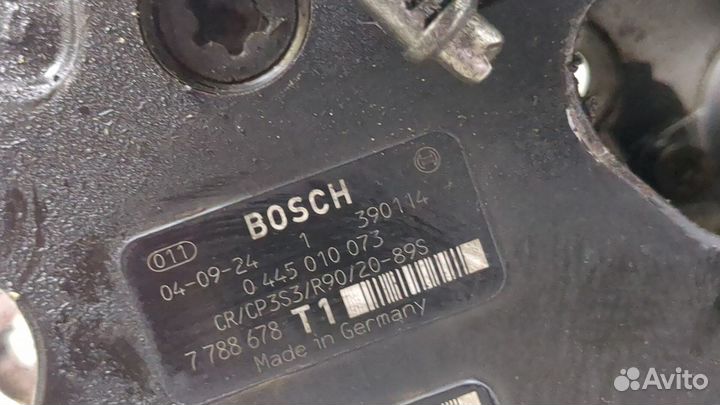 BOSCH
011 04-09-24 1 390114
0 445 010 073
CR/CP3S3/R90/20-89S
7 788 678 T1
Made in Germany
Avito